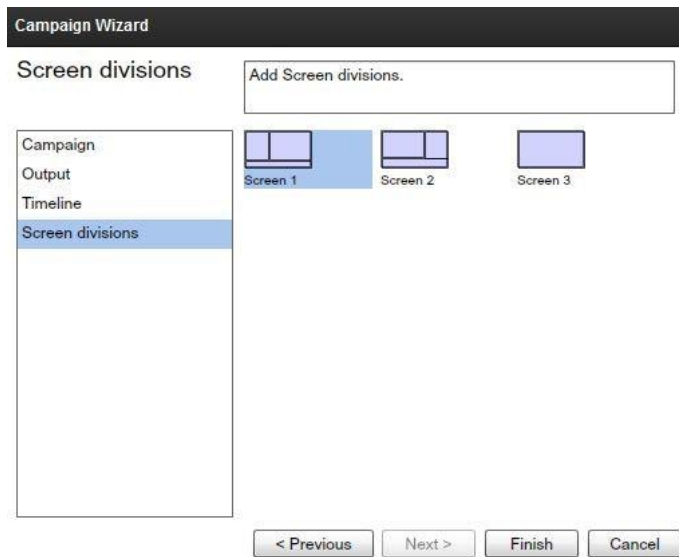 Campaign Wizard
Screen divisions
Add Screen divisions.
Campaign
Output
Timeline
Screen divisions
Screen 1
Screen 2
Screen 3
< Previous
Next >
Finish
Cancel